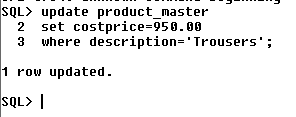 SQL> update product_master
2 set costprice=950.00
3 where description='Trousers';
1 row updated.
SQL>